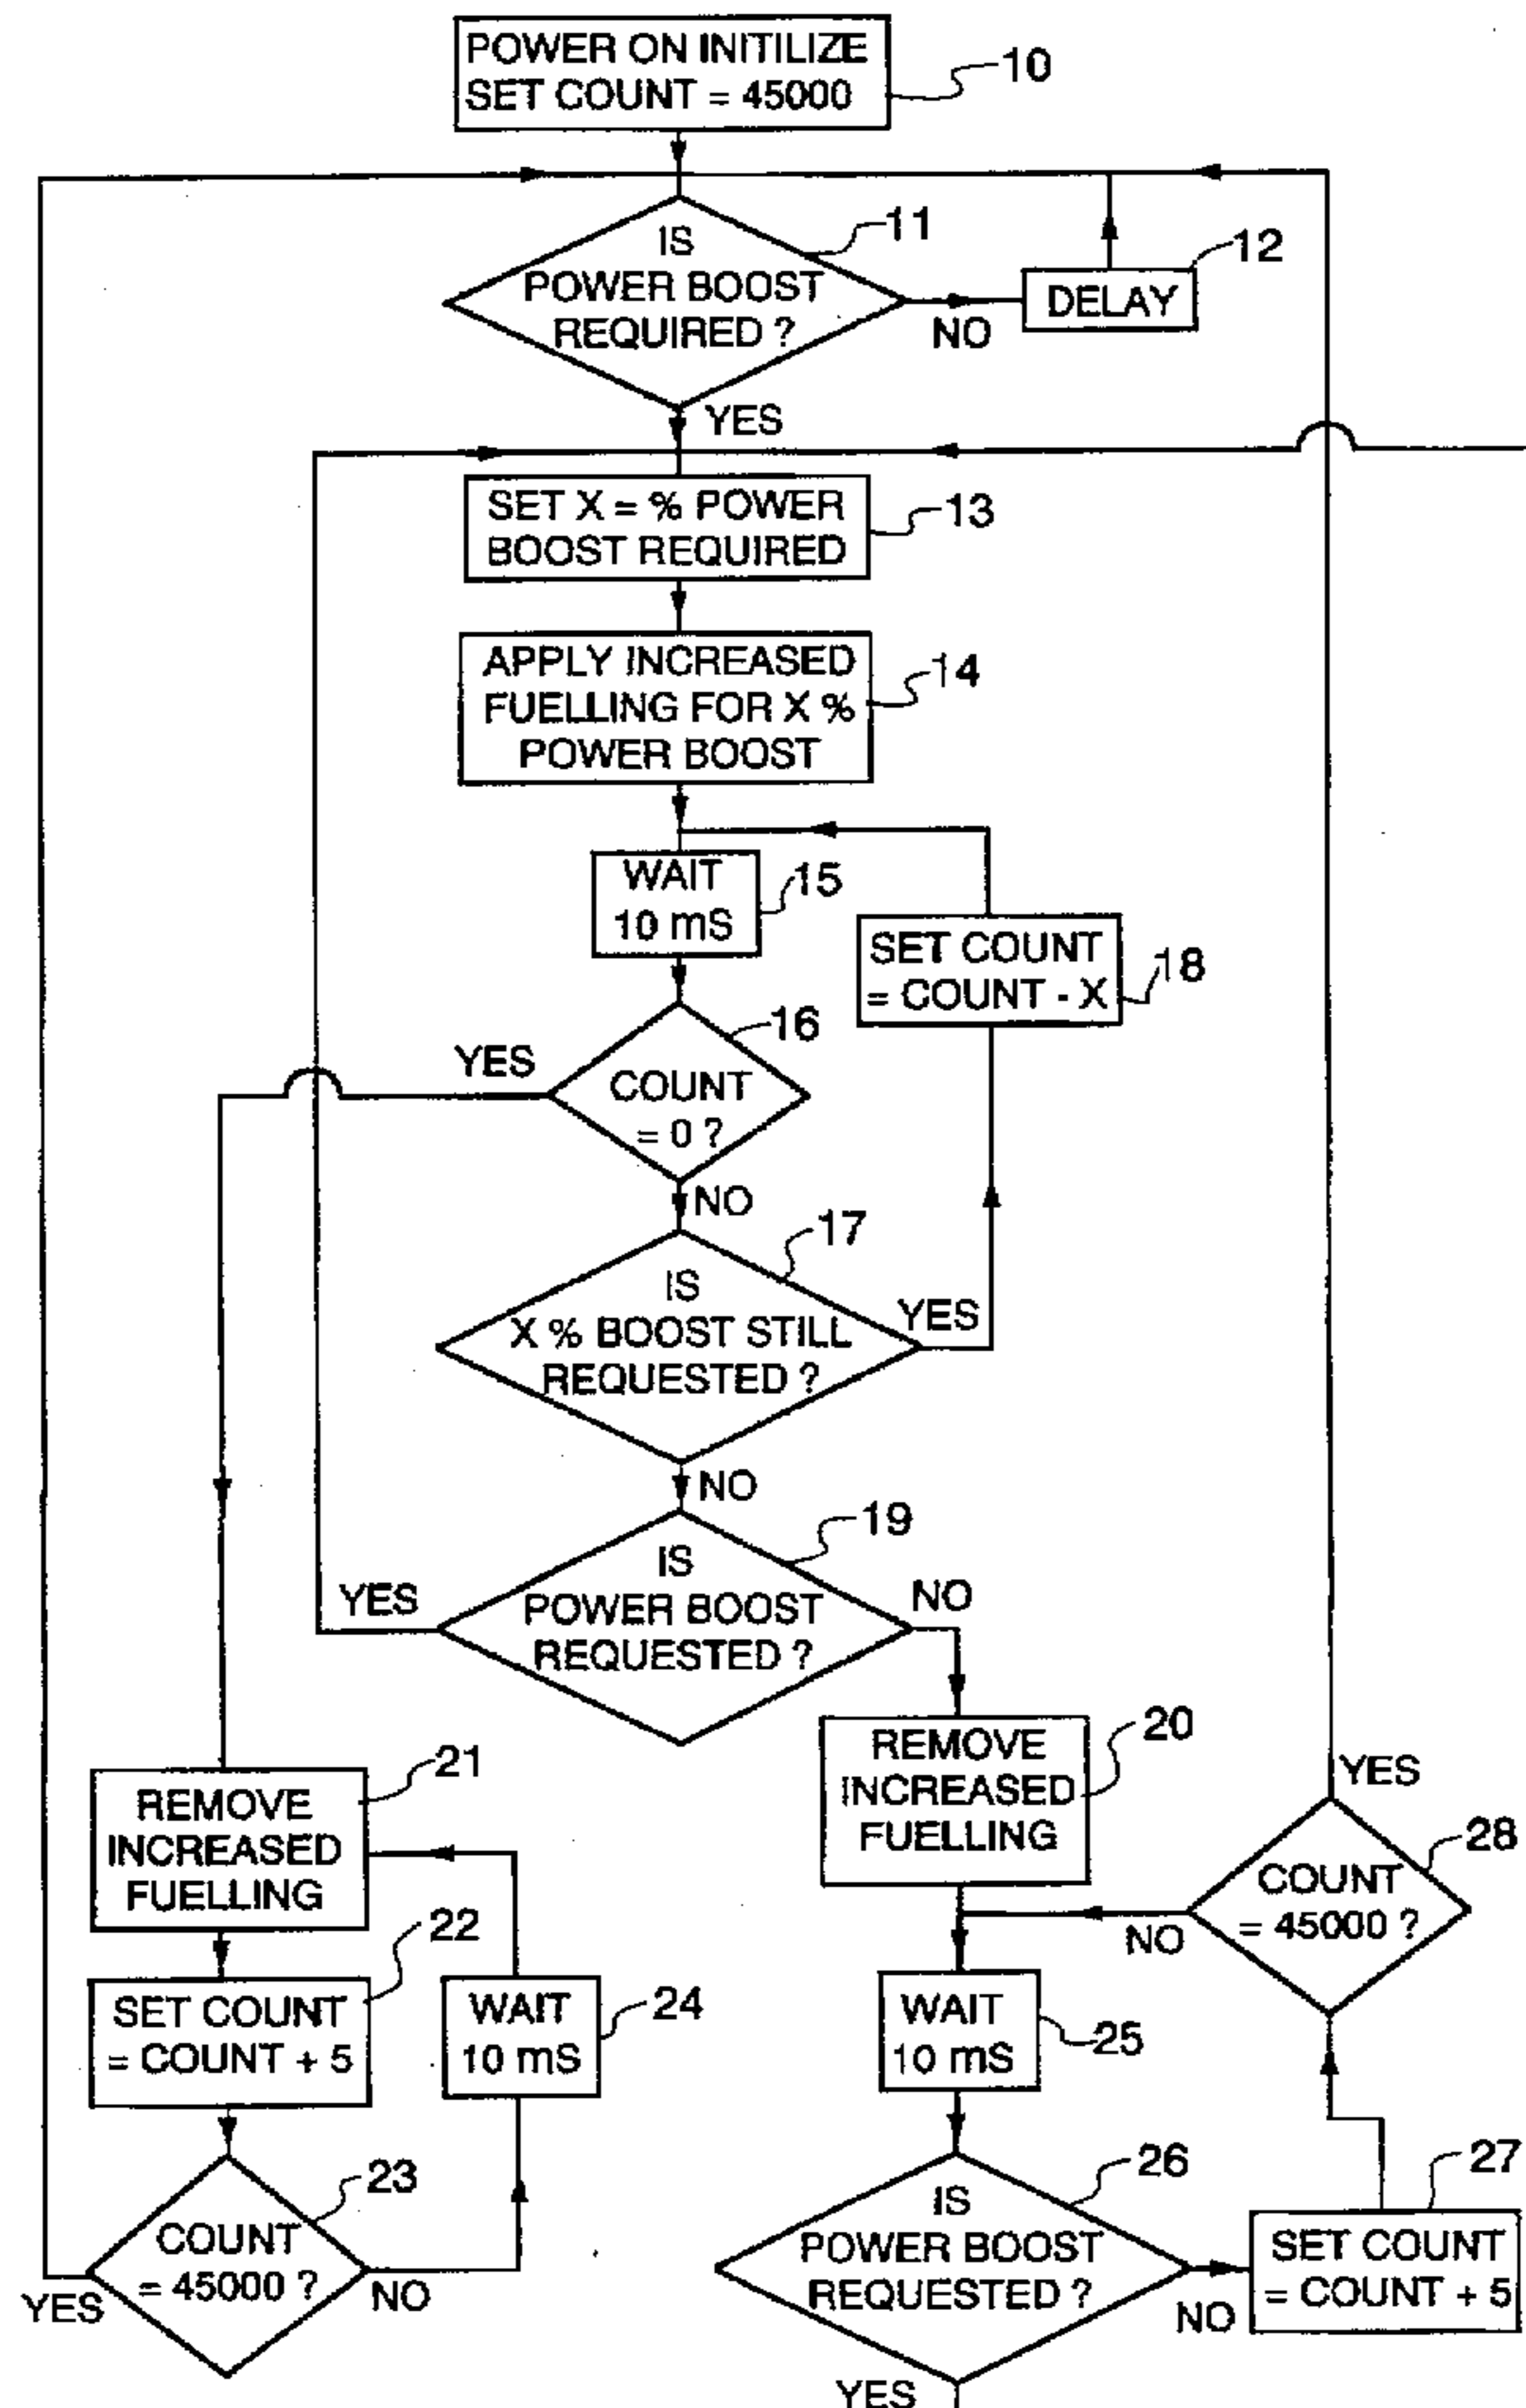 POWER ON INITILIZE
SET COUNT = 45000
10
IS
POWER BOOST
REQUIRED ?
11
NO
DELAY
12
YES
SET X = % POWER
BOOST REQUIRED
13
APPLY INCREASED
FUELLING FOR X %
POWER BOOST
14
WAIT
10 mS
15
SET COUNT
= COUNT - X
18
COUNT
= 0 ?
16
YES
NO
IS
X % BOOST STILL
REQUESTED ?
17
YES
NO
IS
POWER BOOST
REQUESTED ?
19
YES
NO
REMOVE
INCREASED
FUELLING
20
REMOVE
INCREASED
FUELLING
21
YES
COUNT
= 45000 ?
28
NO
SET COUNT
= COUNT + 5
22
WAIT
10 mS
24
WAIT
10 mS
25
COUNT
= 45000 ?
23
YES
NO
IS
POWER BOOST
REQUESTED ?
26
NO
SET COUNT
= COUNT + 5
27
YES